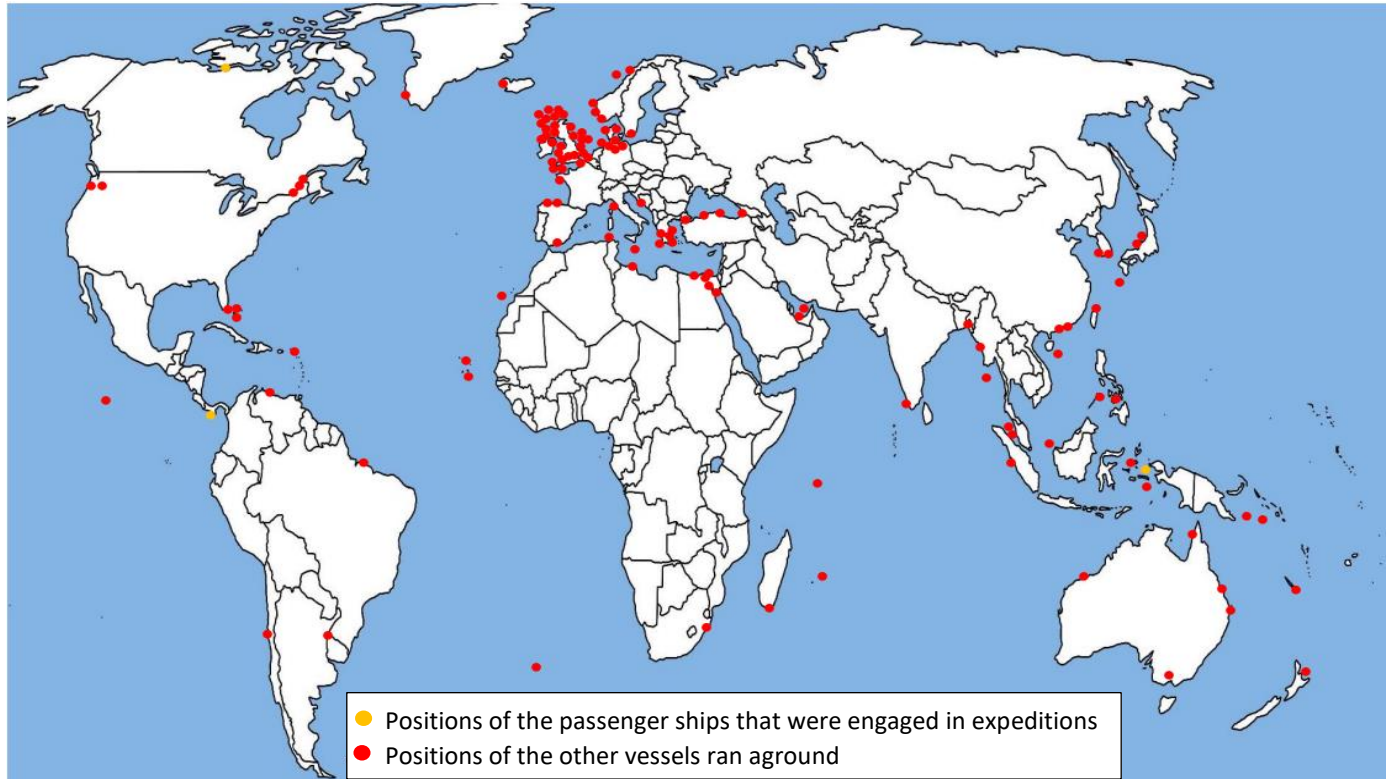 Positions of the passenger ships that were engaged in expeditions
Positions of the other vessels ran aground